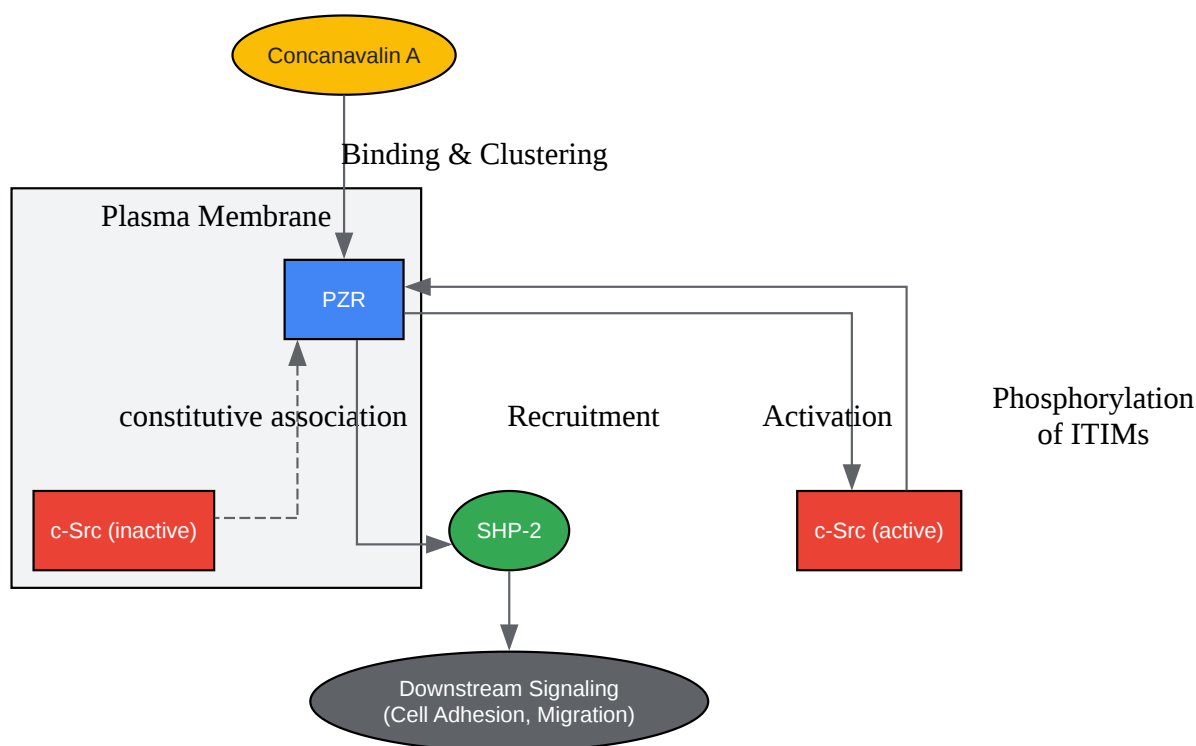 Concanavalin A
Binding & Clustering
Plasma Membrane
PZR
constitutive association
Recruitment
Activation
Phosphorylation
of ITIMs
c-Src (inactive)
SHP-2
c-Src (active)
Downstream Signaling
(Cell Adhesion, Migration)